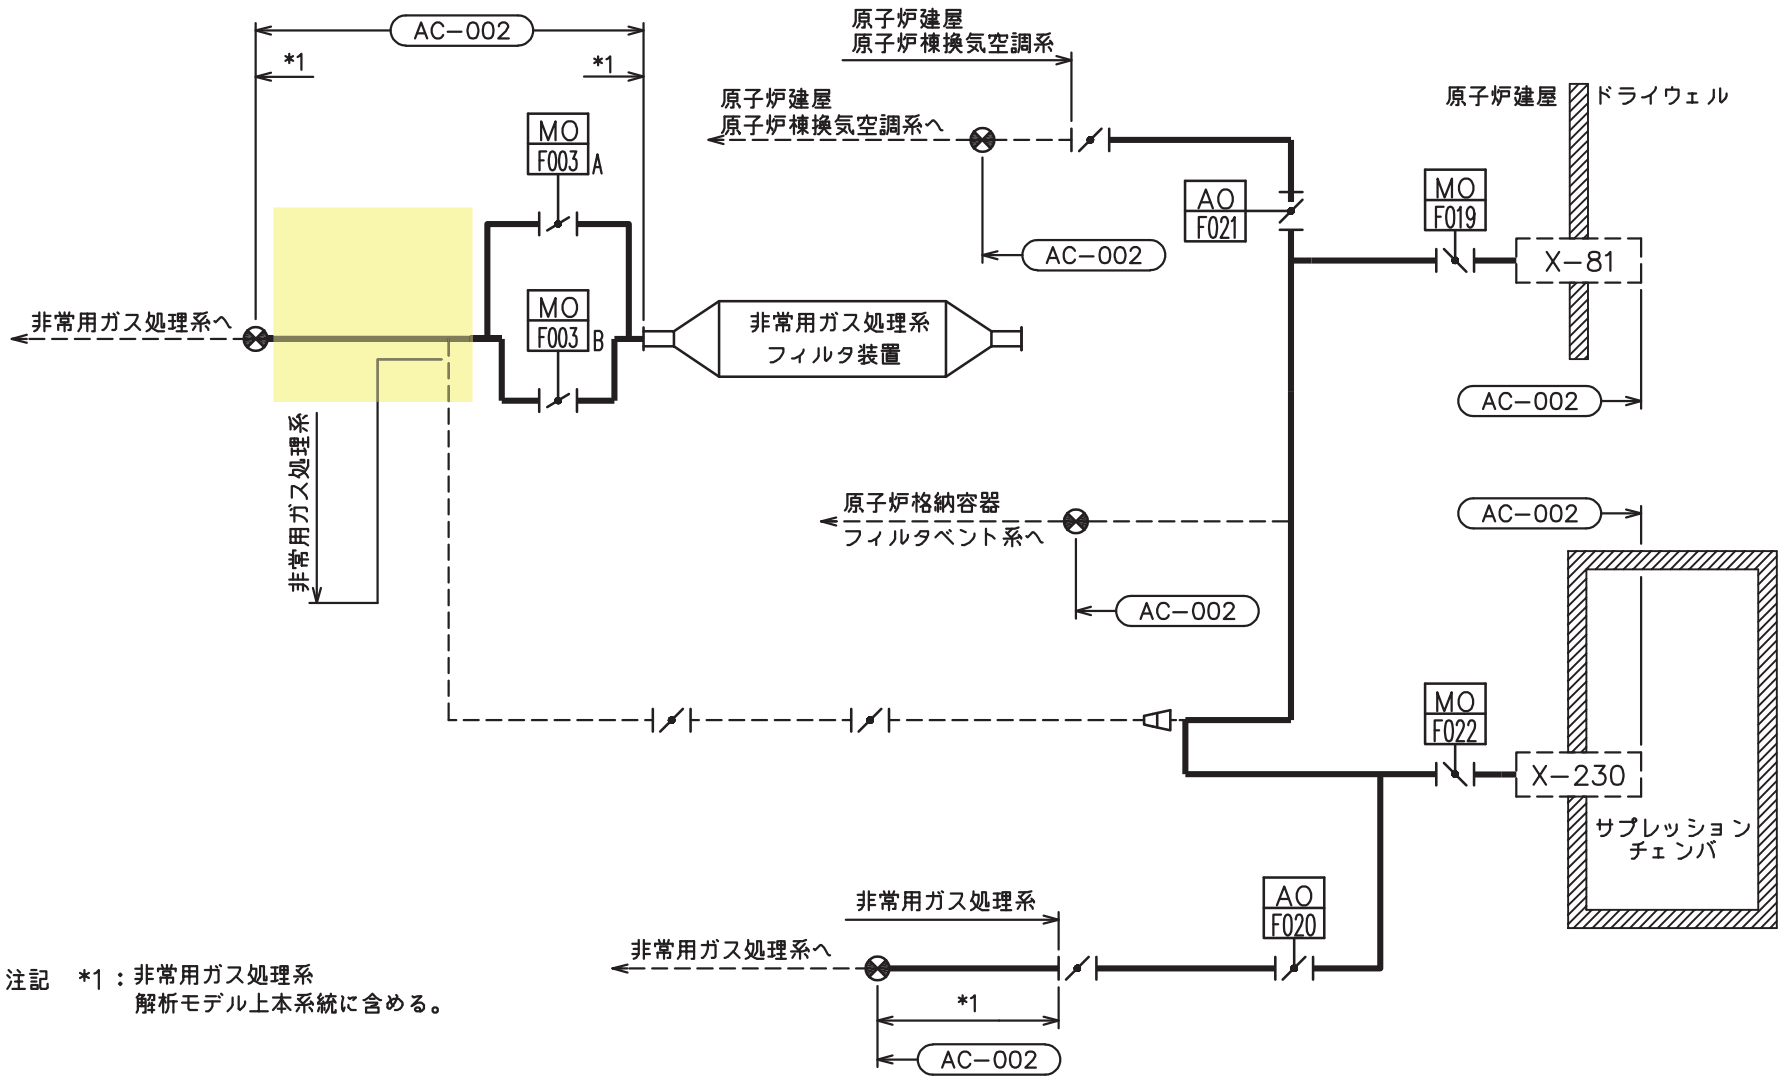 AC-002
*1
*1
原子炉建屋
原子炉棟換気空調系
原子炉建屋
原子炉棟換気空調系へ
原子炉建屋
ドライウェル
MO
F003
A
AO
F021
MO
F019
AC-002
X-81
非常用ガス処理系へ
MO
F003
B
非常用ガス処理系
フィルタ装置
AC-002
非常用ガス処理系
原子炉格納容器
フィルタベント系へ
AC-002
AC-002
MO
F022
X-230
サプレッション
チェンバ
非常用ガス処理系
AO
F020
非常用ガス処理系へ
*1
AC-002
注記 *1:非常用ガス処理系
解析モデル上本系統に含める。